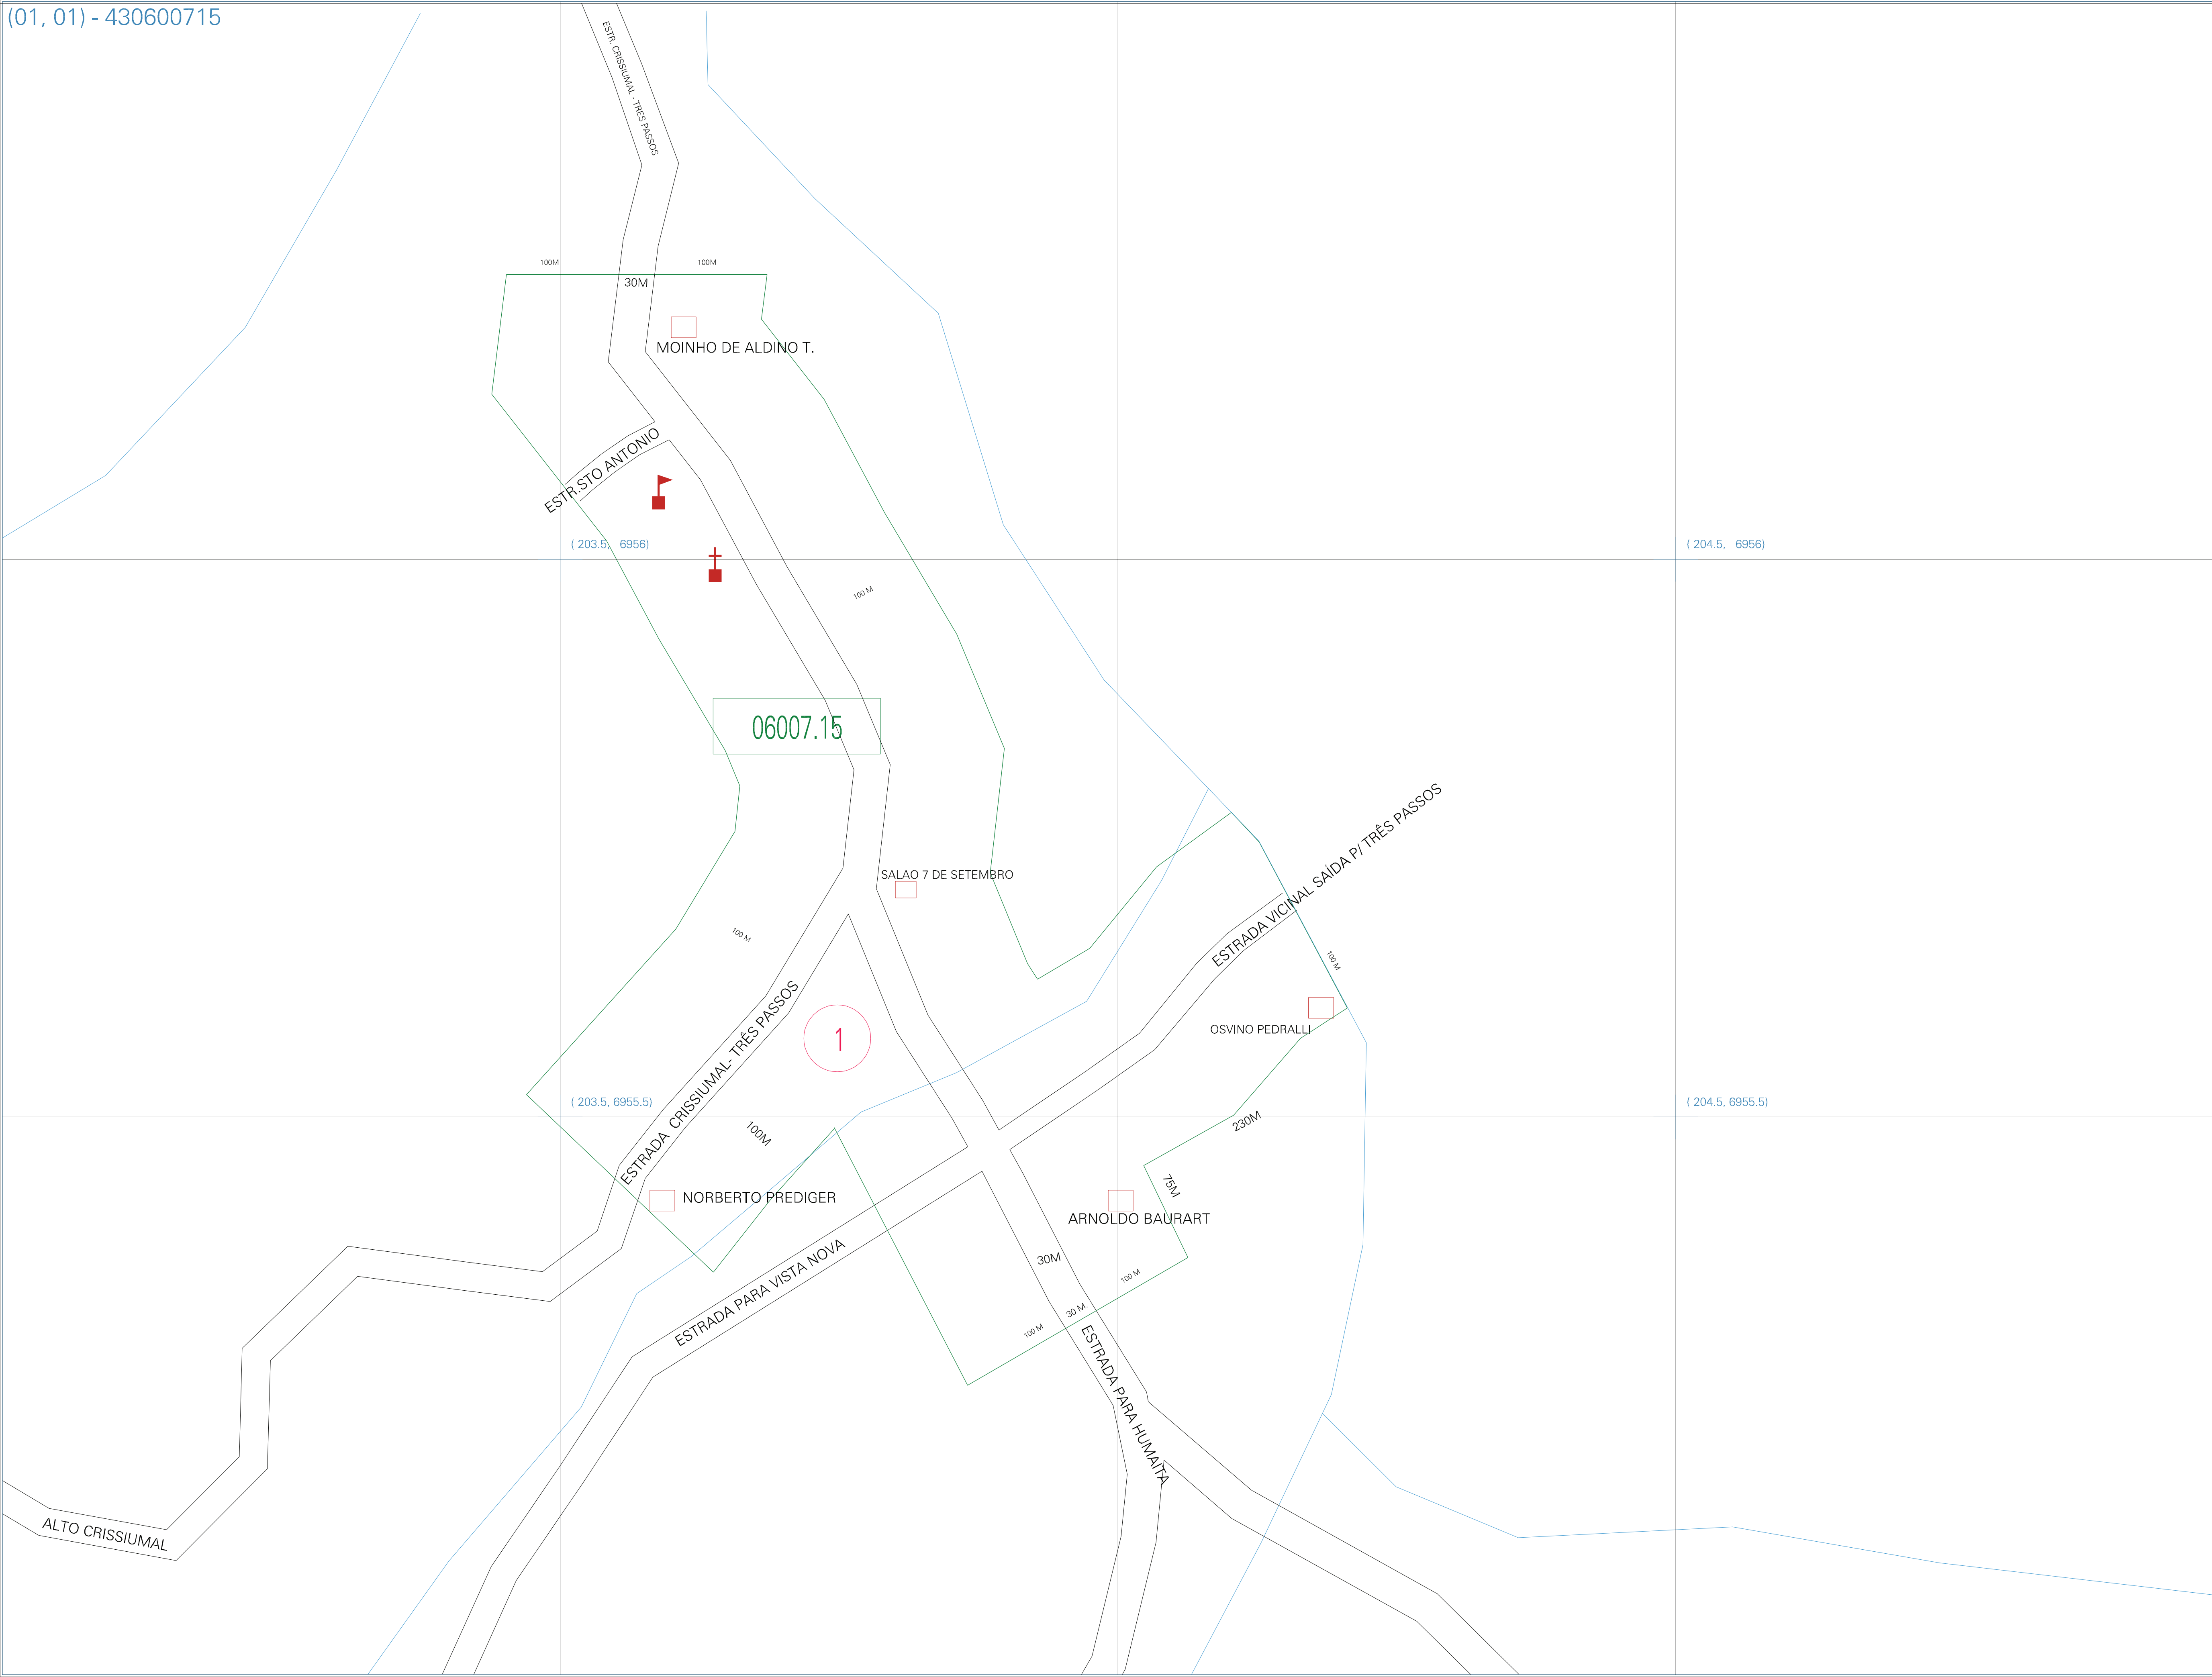 (01, 01) - 430600715
ESTR. CRISSIUMAL - TRES PASSOS
100M
100M
30M
MOINHO DE ALDINO T.
ESTR.STO ANTONIO
( 203.5, 6956)
( 204.5, 6956)
100 M
06007.15
ESTRADA VICINAL SAÍDA P/ TRÊS PASSOS
SALAO 7 DE SETEMBRO
100 M
100 M
ESTRADA CRISSIUMAL- TRÊS PASSOS
1
OSVINO PEDRALLI
( 203.5, 6955.5)
( 204.5, 6955.5)
100M
230M
75M
NORBERTO PREDIGER
ARNOLDO BAURART
ESTRADA PARA VISTA NOVA
30M
100 M
30 M.
100 M
ESTRADA PARA HUMAITA
ALTO CRISSIUMAL